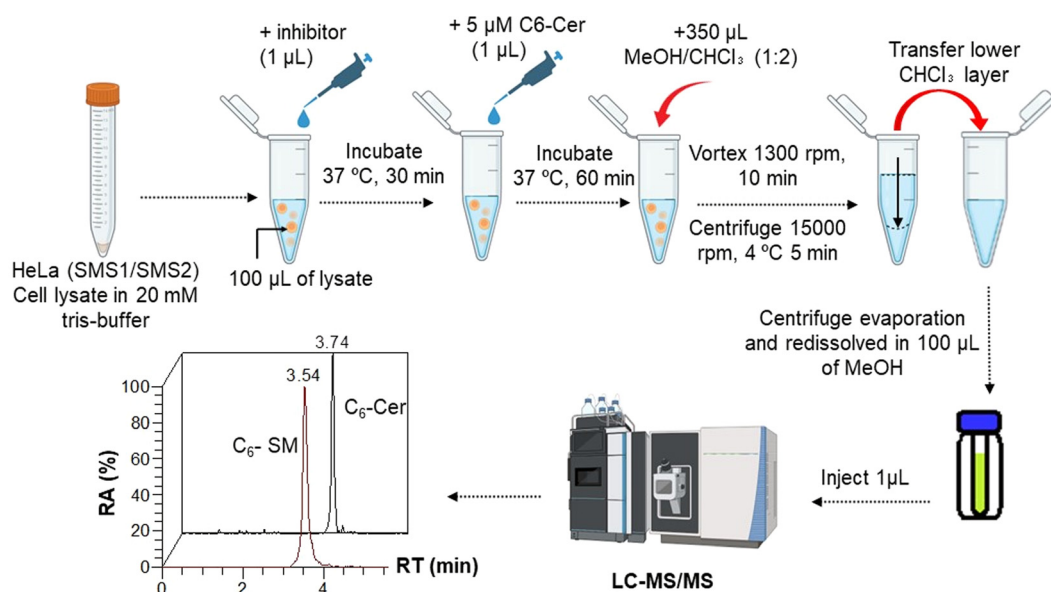 + inhibitor
(1 µL)
+ 5 µM C6-Cer
(1 µL)
+350 µL
MeOH/CHCl₃ (1:2)
Transfer lower
CHCl₃ layer
Incubate
37 ºC, 30 min
Incubate
37 ºC, 60 min
Vortex 1300 rpm,
10 min
Centrifuge 15000
rpm, 4 ºC 5 min
100 µL of lysate
HeLa (SMS1/SMS2)
Cell lysate in 20 mM
tris-buffer
Centrifuge evaporation
and redissolved in 100 µL
of MeOH
Inject 1µL
LC-MS/MS
3.74
3.54
C₆-Cer
C₆- SM
RA (%)
100
80
60
40
20
0
0
2
4
RT (min)